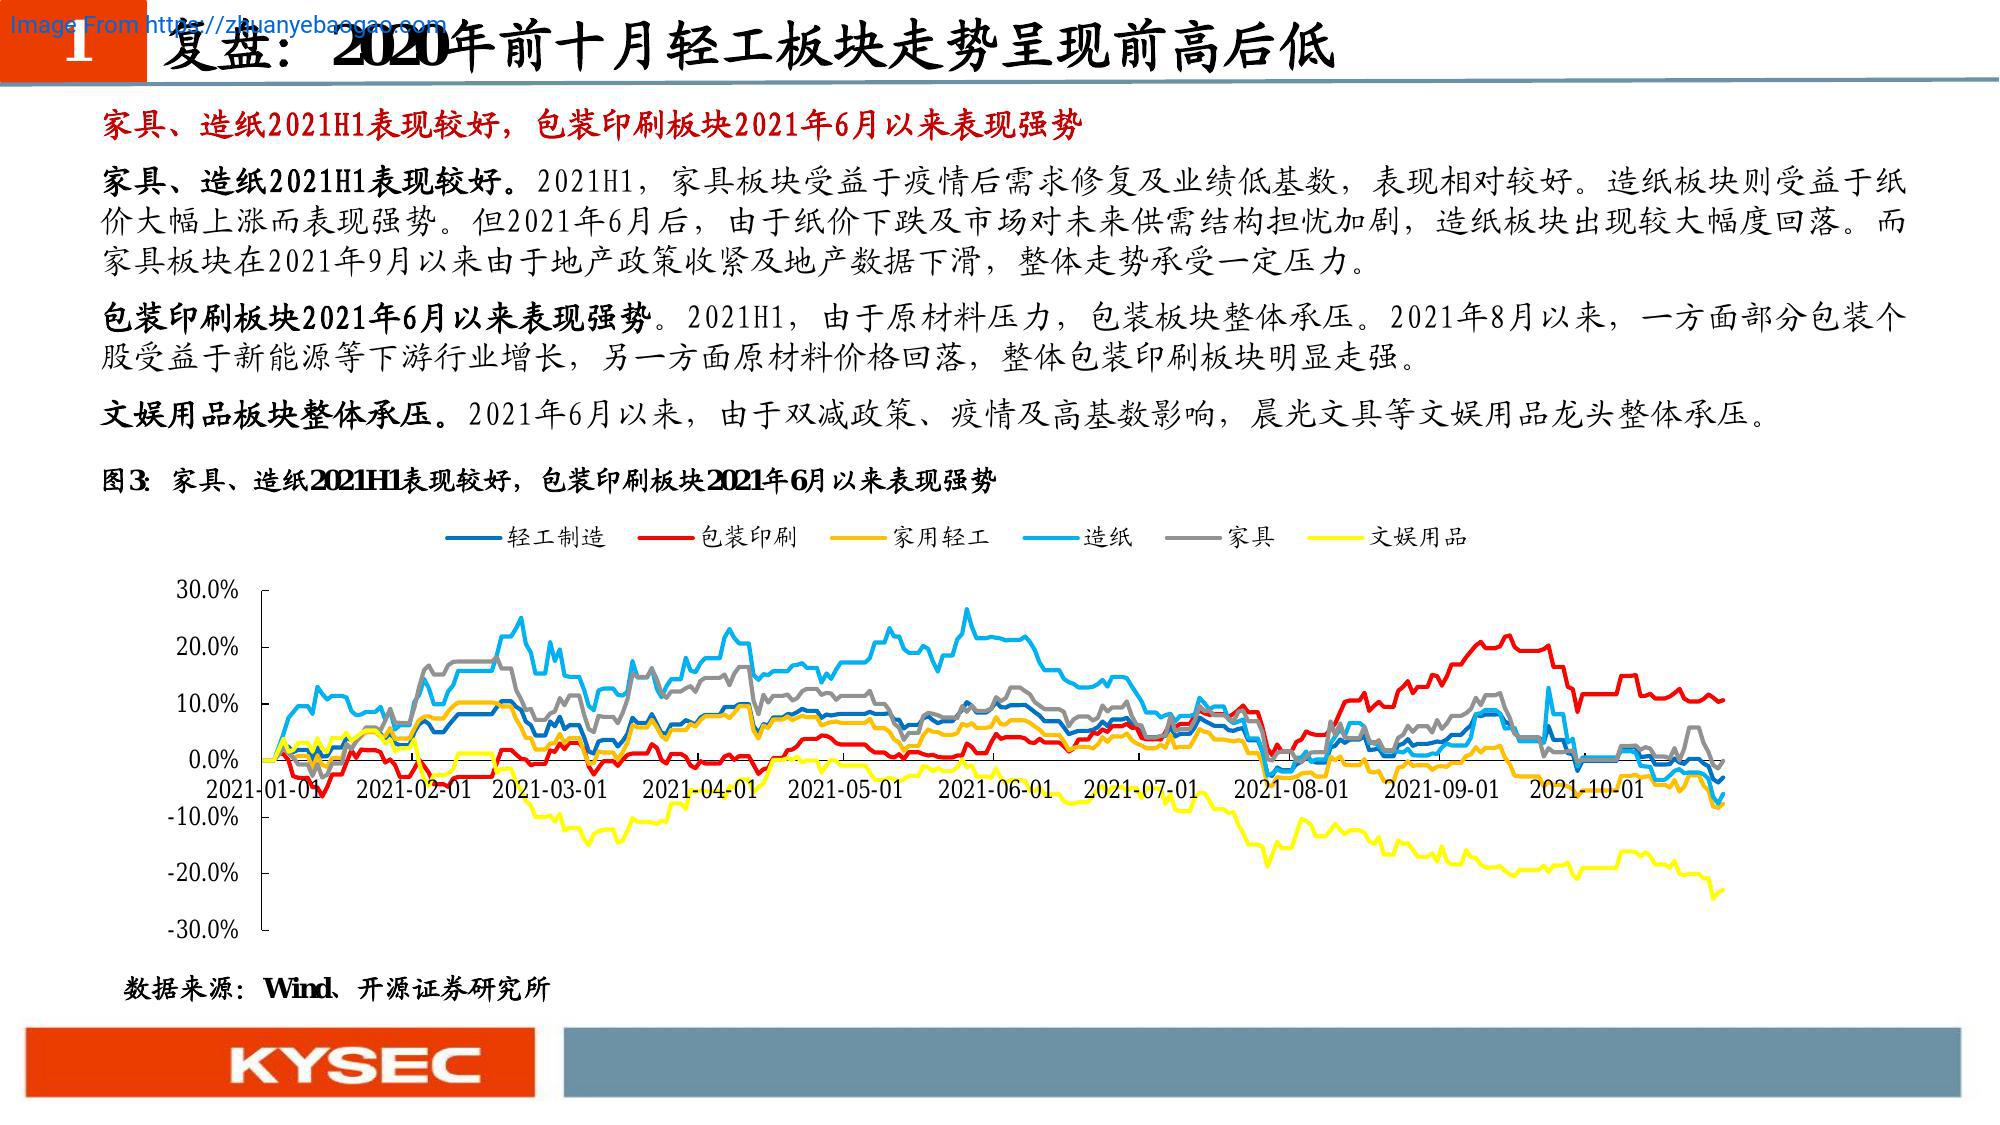 Image From https://zhuanyebaogao.com
1
复盘：2020年前十月轻工板块走势呈现前高后低
家具、造纸2021H1表现较好，包装印刷板块2021年6月以来表现强势
家具、造纸2021H1表现较好。2021H1，家具板块受益于疫情后需求修复及业绩低基数，表现相对较好。造纸板块则受益于纸
价大幅上涨而表现强势。但2021年6月后，由于纸价下跌及市场对未来供需结构担忧加剧，造纸板块出现较大幅度回落。而
家具板块在2021年9月以来由于地产政策收紧及地产数据下滑，整体走势承受一定压力。
包装印刷板块2021年6月以来表现强势。2021H1，由于原材料压力，包装板块整体承压。2021年8月以来，一方面部分包装个
股受益于新能源等下游行业增长，另一方面原材料价格回落，整体包装印刷板块明显走强。
文娱用品板块整体承压。2021年6月以来，由于双减政策、疫情及高基数影响，晨光文具等文娱用品龙头整体承压。
图3：家具、造纸2021H1表现较好，包装印刷板块2021年6月以来表现强势
轻工制造 包装印刷 家用轻工 造纸 家具 文娱用品
30.0%
20.0%
10.0%
0.0%
2021-01-01 2021-02-01 2021-03-01 2021-04-01 2021-05-01 2021-06-01 2021-07-01 2021-08-01 2021-09-01 2021-10-01
-10.0%
-20.0%
-30.0%
数据来源：Wind、开源证券研究所
KYSEC